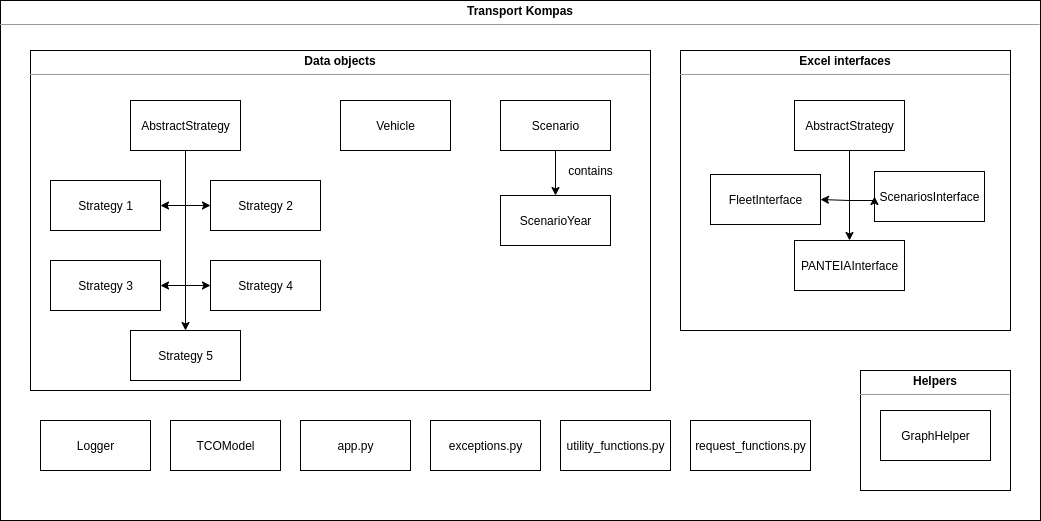 Transport Kompas
Data objects
Excel interfaces
AbstractStrategy
Vehicle
Scenario
AbstractStrategy
contains
Strategy 1
Strategy 2
ScenarioYear
FleetInterface
ScenariosInterface
Strategy 3
Strategy 4
PANTEIAInterface
Strategy 5
Helpers
GraphHelper
Logger
TCOModel
app.py
exceptions.py
utility_functions.py
request_functions.py